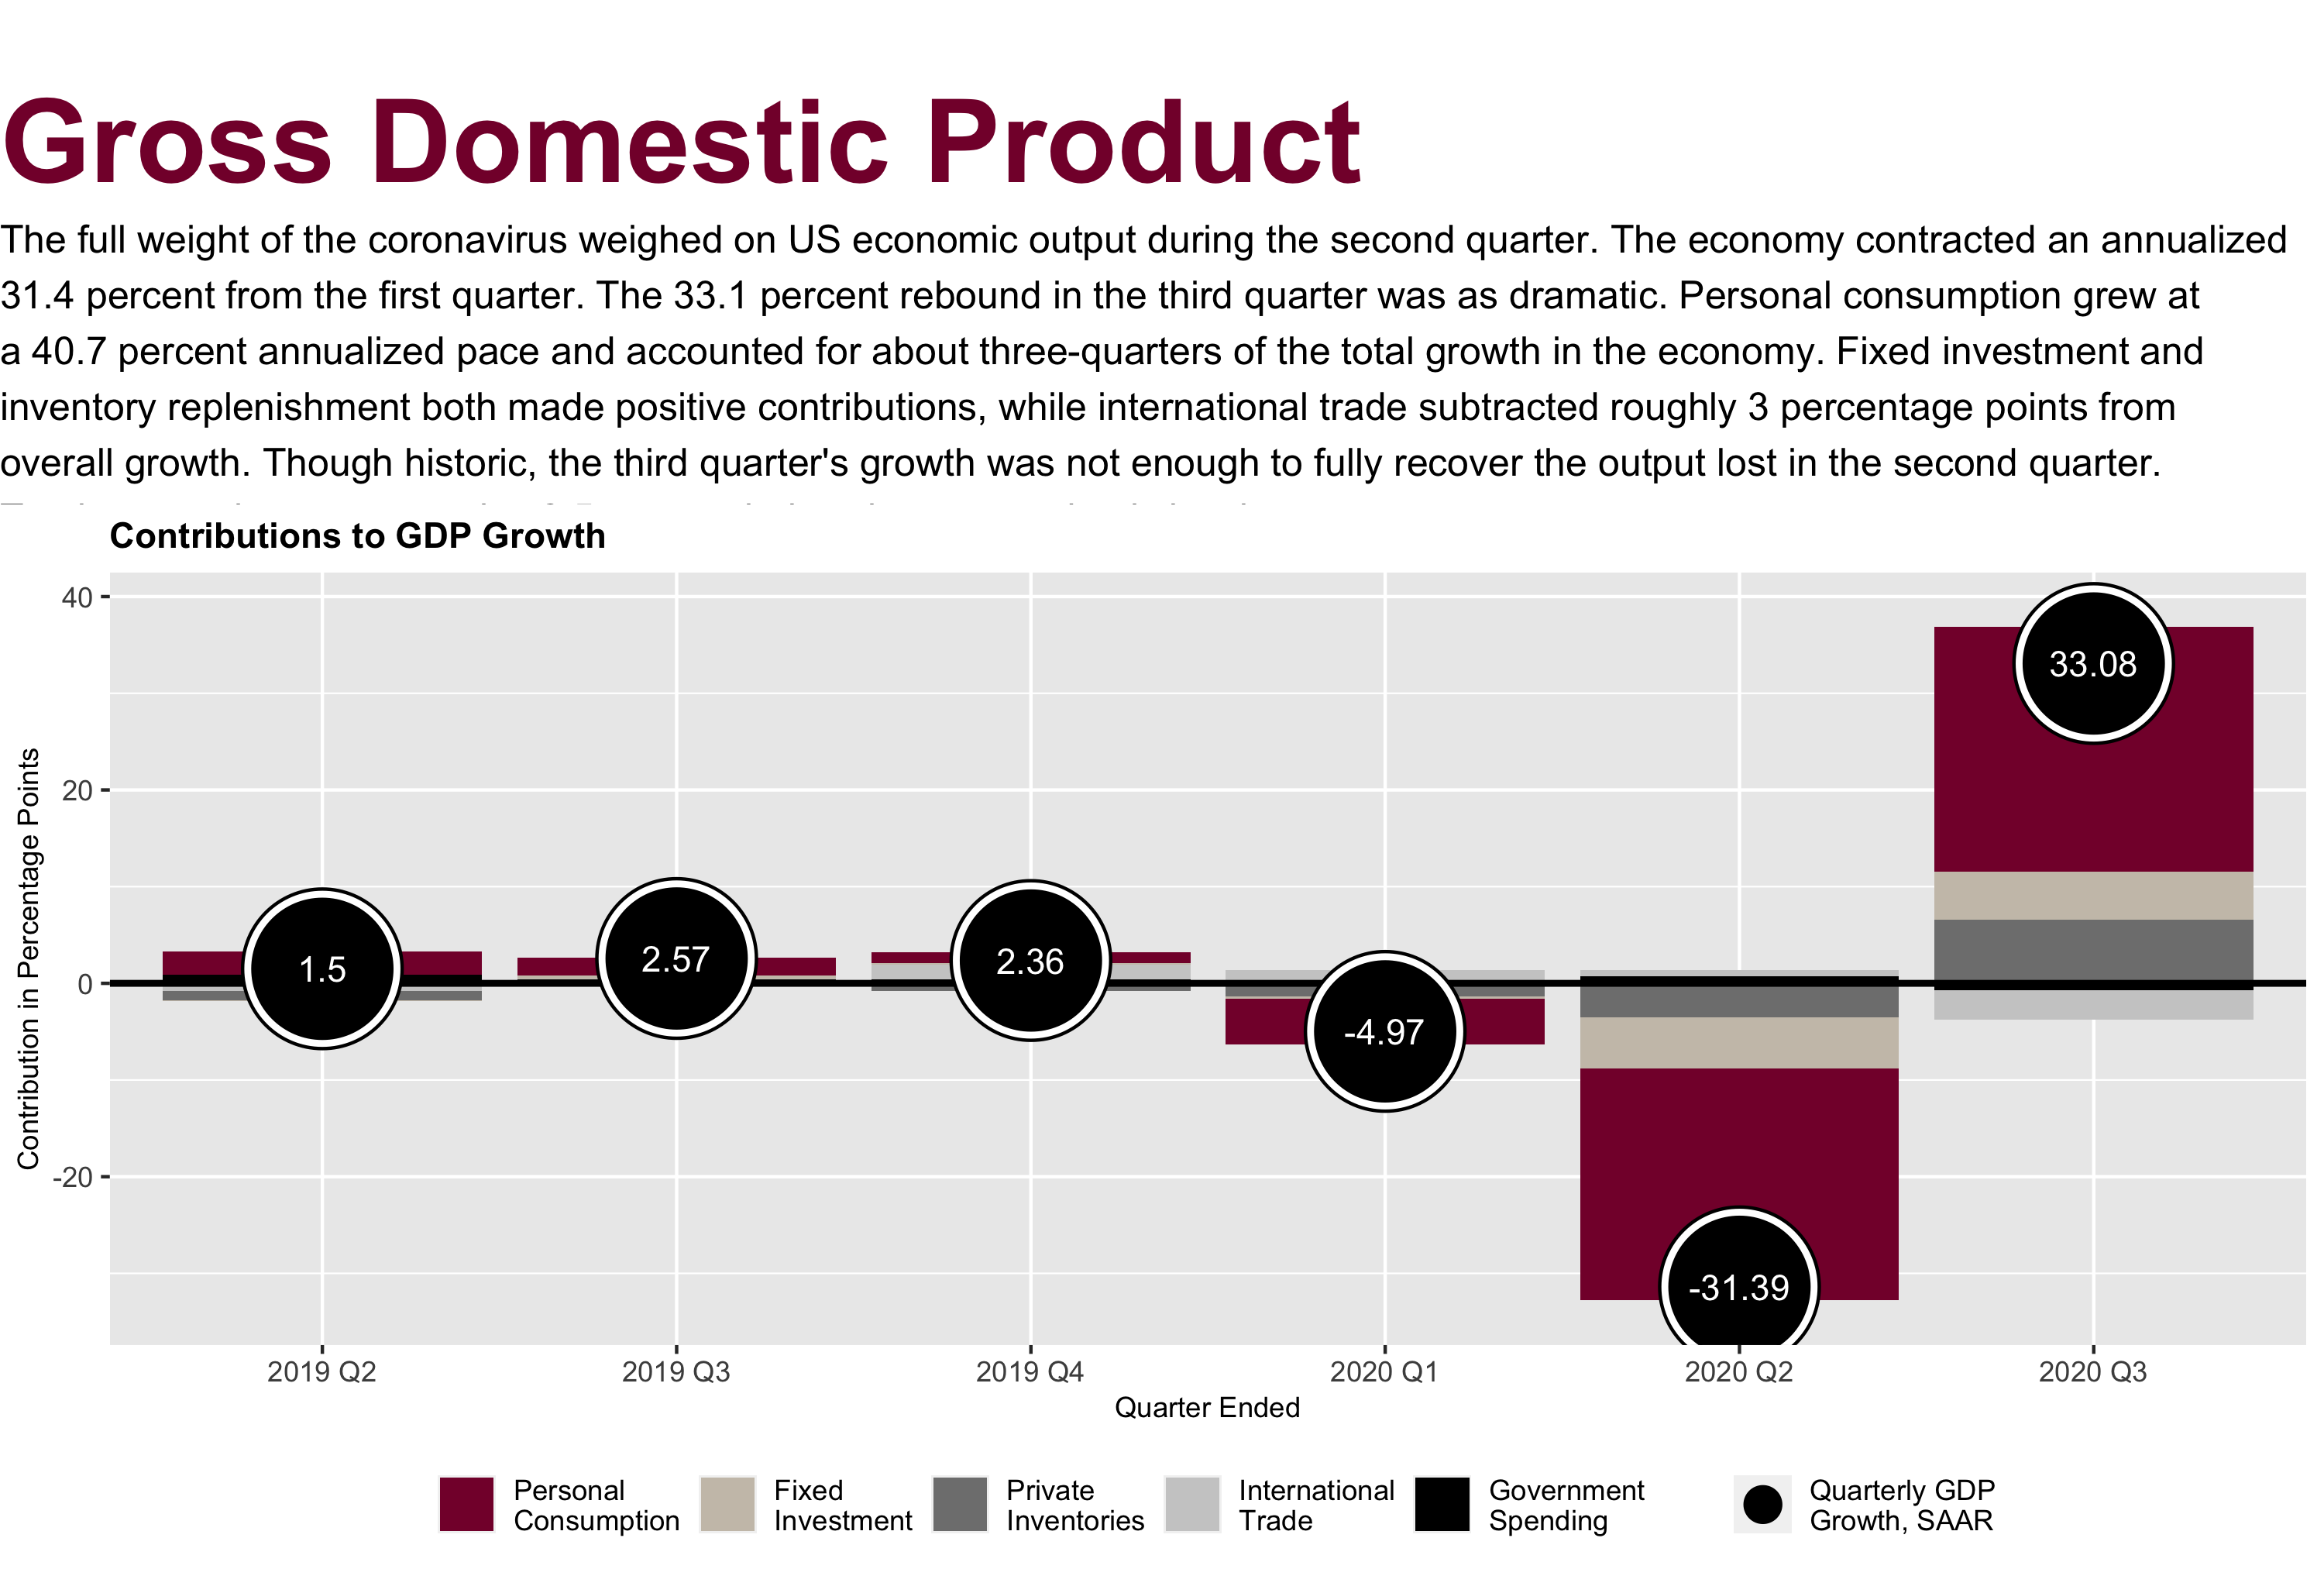 Gross Domestic Product
The full weight of the coronavirus weighed on US economic output during the second quarter. The economy contracted an annualized
31.4 percent from the first quarter. The 33.1 percent rebound in the third quarter was as dramatic. Personal consumption grew at
a 40.7 percent annualized pace and accounted for about three-quarters of the total growth in the economy. Fixed investment and
inventory replenishment both made positive contributions, while international trade subtracted roughly 3 percentage points from
overall growth. Though historic, the third quarter's growth was not enough to fully recover the output lost in the second quarter.
Contributions to GDP Growth
Contribution in Percentage Points
40
20
0
-20
1.5
2.57
2.36
-4.97
-31.39
33.08
2019 Q2
2019 Q3
2019 Q4
2020 Q1
2020 Q2
2020 Q3
Quarter Ended
Personal
Consumption
Fixed
Investment
Private
Inventories
International
Trade
Government
Spending
Quarterly GDP
Growth, SAAR